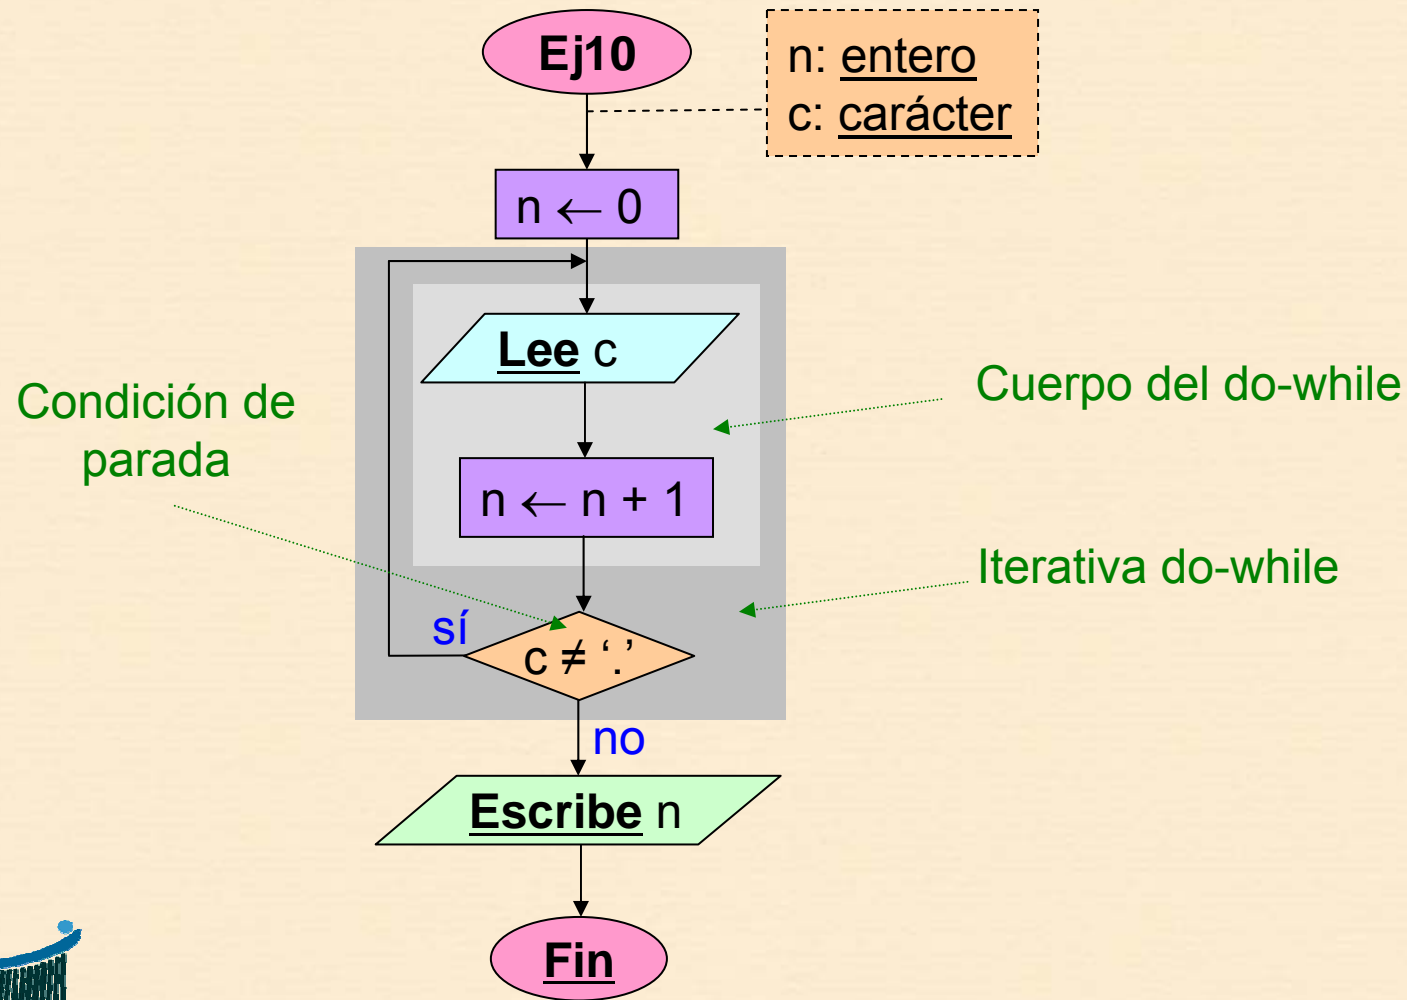 Ej10
n: entero
c: carácter
n ← 0
Lee c
Cuerpo del do-while
Condición de
parada
n ← n + 1
Iterativa do-while
sí
c ≠ ‘.’
no
Escribe n
Fin